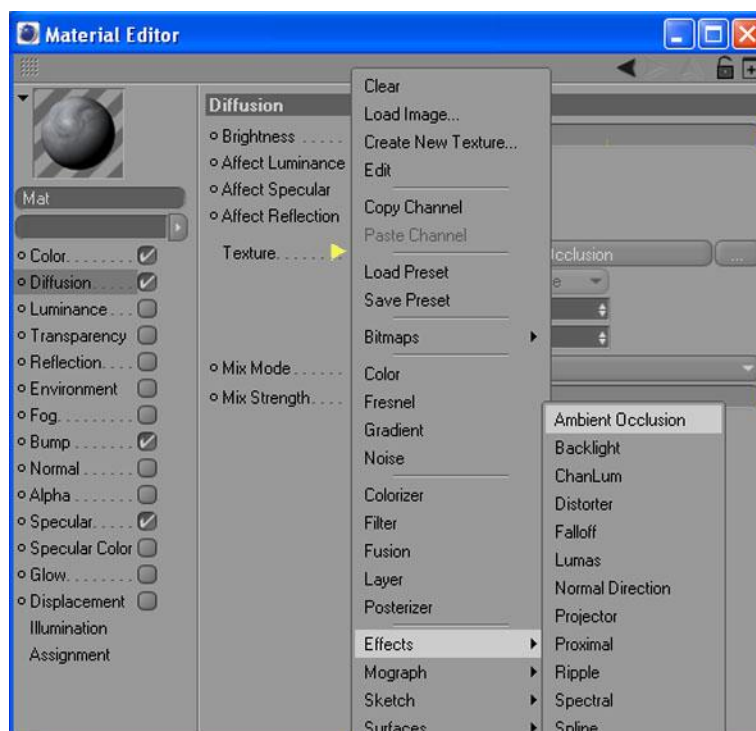 Material Editor
Mat
Color
Diffusion
Luminance
Transparency
Reflection
Environment
Fog
Bump
Normal
Alpha
Specular
Specular Color
Glow
Displacement
Illumination
Assignment
Diffusion
Brightness
Affect Luminance
Affect Specular
Affect Reflection
Texture
Mix Mode
Mix Strength
...
Clear
Load Image...
Create New Texture...
Edit
Copy Channel
Paste Channel
Load Preset
Save Preset
Bitmaps
Color
Fresnel
Gradient
Noise
Colorizer
Filter
Fusion
Layer
Posterizer
Effects
Mograph
Sketch
Surfaces
Ambient Occlusion
Backlight
ChanLum
Distorter
Falloff
Lumas
Normal Direction
Projector
Proximal
Ripple
Spectral
Spline